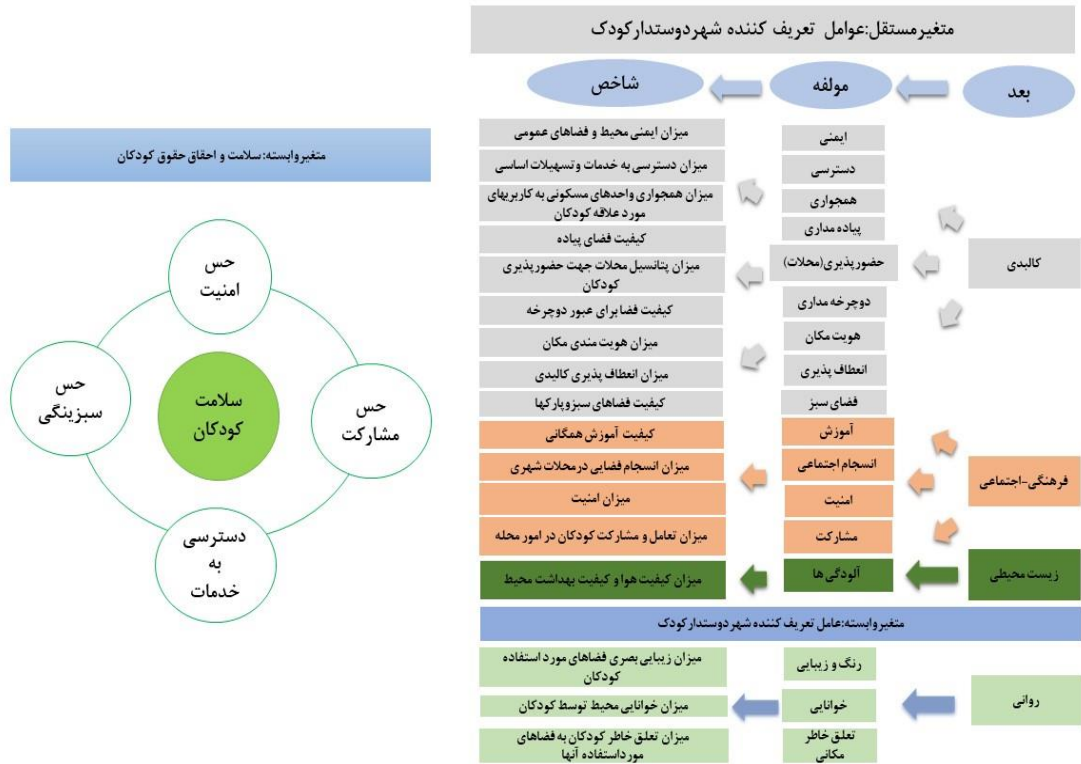 متغیرمستقل:عوامل تعریف کننده شهردوستدارکودک
بعد
مولفه
شاخص
کالبدی
ایمنی
میزان ایمنی محیط و فضاهای عمومی
دسترسی
میزان دسترسی به خدمات وتسهیلات اساسی
همجواری
میزان همجواری واحدهای مسکونی به کاربریهای
مورد علاقه کودکان
پیاده مداری
کیفیت فضای پیاده
حضورپذیری(محلات)
میزان پتانسیل محلات جهت حضورپذیری
کودکان
دوچرخه مداری
کیفیت فضا برای عبور دوچرخه
هویت مکان
میزان هویت مندی مکان
انعطاف پذیری
میزان انعطاف پذیری کالبدی
فضای سبز
کیفیت فضاهای سبزوپارکها
فرهنگی-اجتماعی
آموزش
کیفیت آموزش همگانی
انسجام اجتماعی
میزان انسجام فضایی درمحلات شهری
امنیت
میزان امنیت
مشارکت
میزان تعامل و مشارکت کودکان در امور محله
زیست محیطی
آلودگی ها
میزان کیفیت هوا و کیفیت بهداشت محیط
متغیروابسته:عامل تعریف کننده شهردوستدارکودک
روانی
رنگ و زیبایی
میزان زیبایی بصری فضاهای مورد استفاده
کودکان
خوانایی
میزان خوانایی محیط توسط کودکان
تعلق خاطر
مکانی
میزان تعلق خاطر کودکان به فضاهای
مورداستفاده آنها
متغیروابسته:سلامت و احقاق حقوق کودکان
حس
امنیت
حس
مشارکت
سلامت
کودکان
حس
سبزینگی
دسترسی
به
خدمات